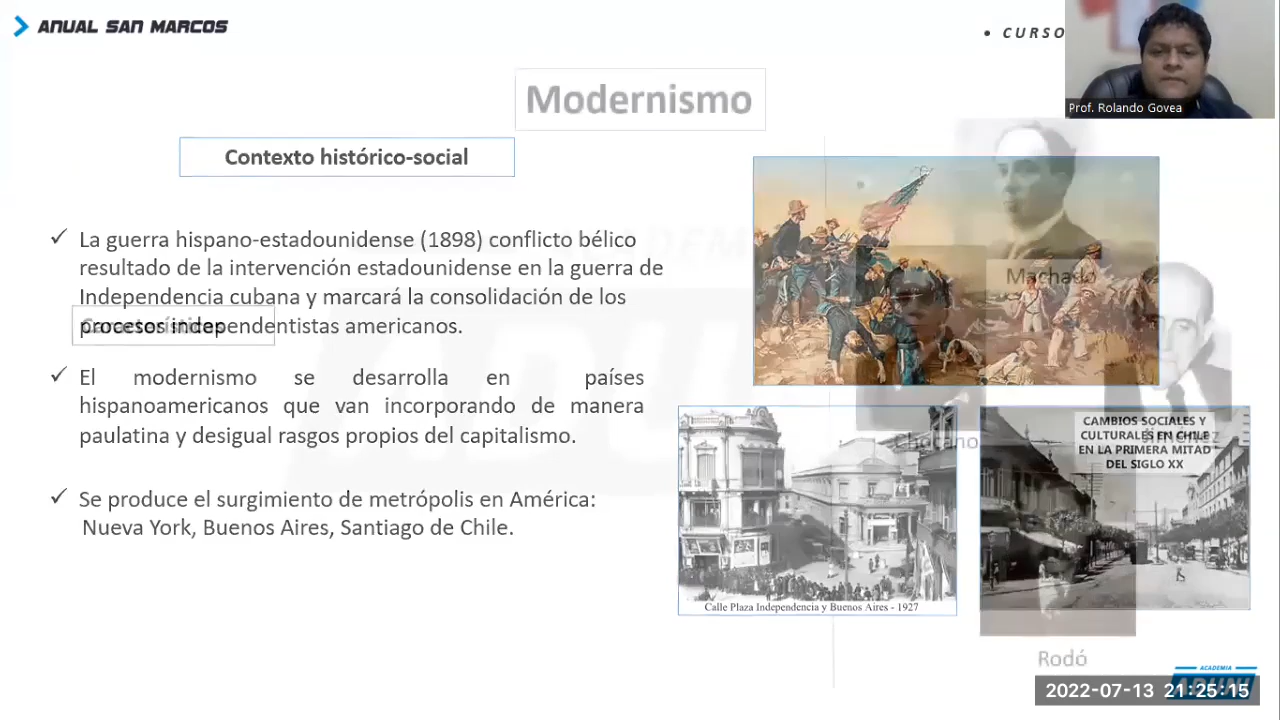 ANUAL SAN MARCOS
• CURSO
Prof. Rolando Govea
Modernismo
Contexto histórico-social
✓ La guerra hispano-estadounidense (1898) conflicto bélico
resultado de la intervención estadounidense en la guerra de
Independencia cubana y marcará la consolidación de los
procesos independentistas americanos.
✓ El modernismo se desarrolla en países
hispanoamericanos que van incorporando de manera
paulatina y desigual rasgos propios del capitalismo.
✓ Se produce el surgimiento de metrópolis en América:
Nueva York, Buenos Aires, Santiago de Chile.
Machado
Chocano
Jiménez
CAMBIOS SOCIALES Y
CULTURALES EN CHILE
EN LA PRIMERA MITAD
DEL SIGLO XX
Calle Plaza Independencia y Buenos Aires - 1927
Rodó
ACADEMIA
2022-07-13 21:25:15